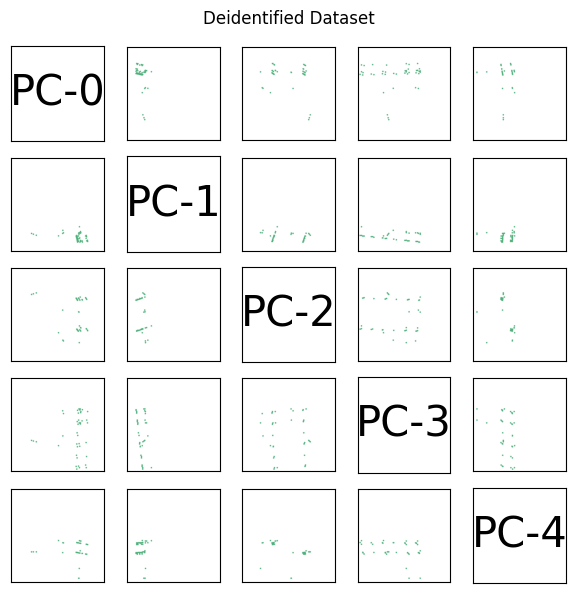 Deidentified Dataset
PC-0
PC-1
PC-2
PC-3
PC-4